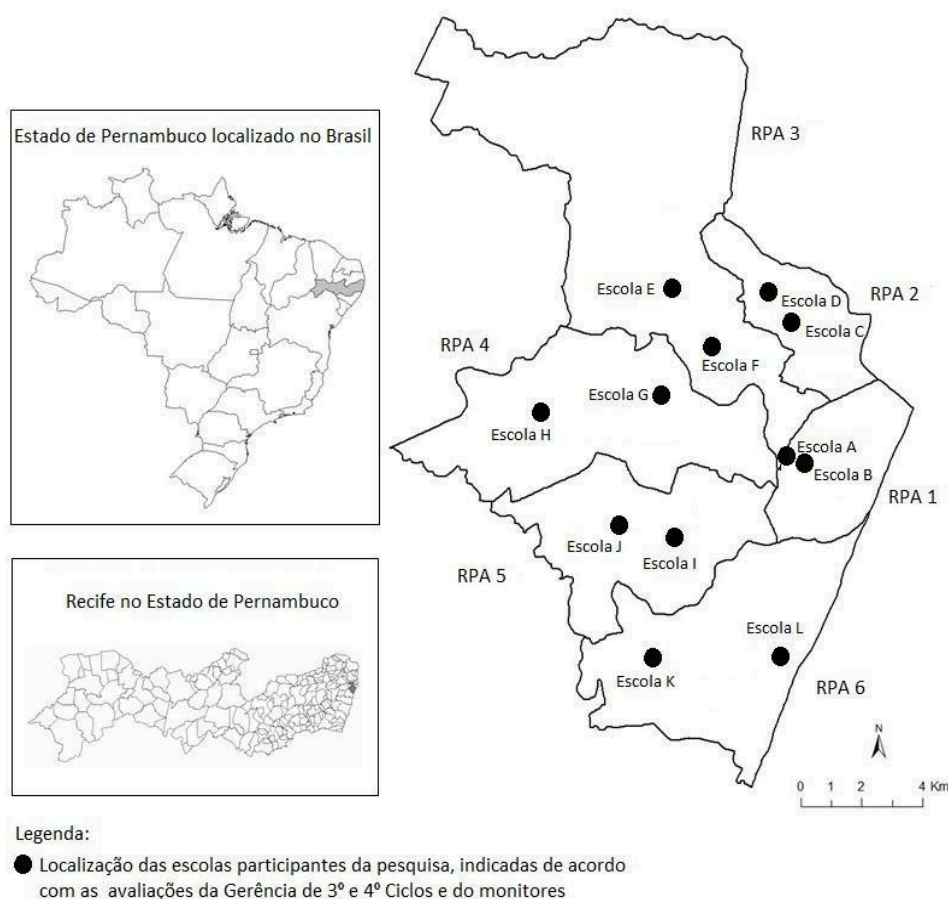 Estado de Pernambuco localizado no Brasil
RPA 3
Escola E
Escola D
RPA 2
Escola C
RPA 4
Escola F
Escola G
Escola H
Escola A
Escola B
RPA 1
Escola J
Escola I
RPA 5
Recife no Estado de Pernambuco
Escola L
Escola K
RPA 6
N
0 1 2 4 Km
Legenda:
Localização das escolas participantes da pesquisa, indicadas de acordo
com as avaliações da Gerência de 3º e 4º Ciclos e do monitores